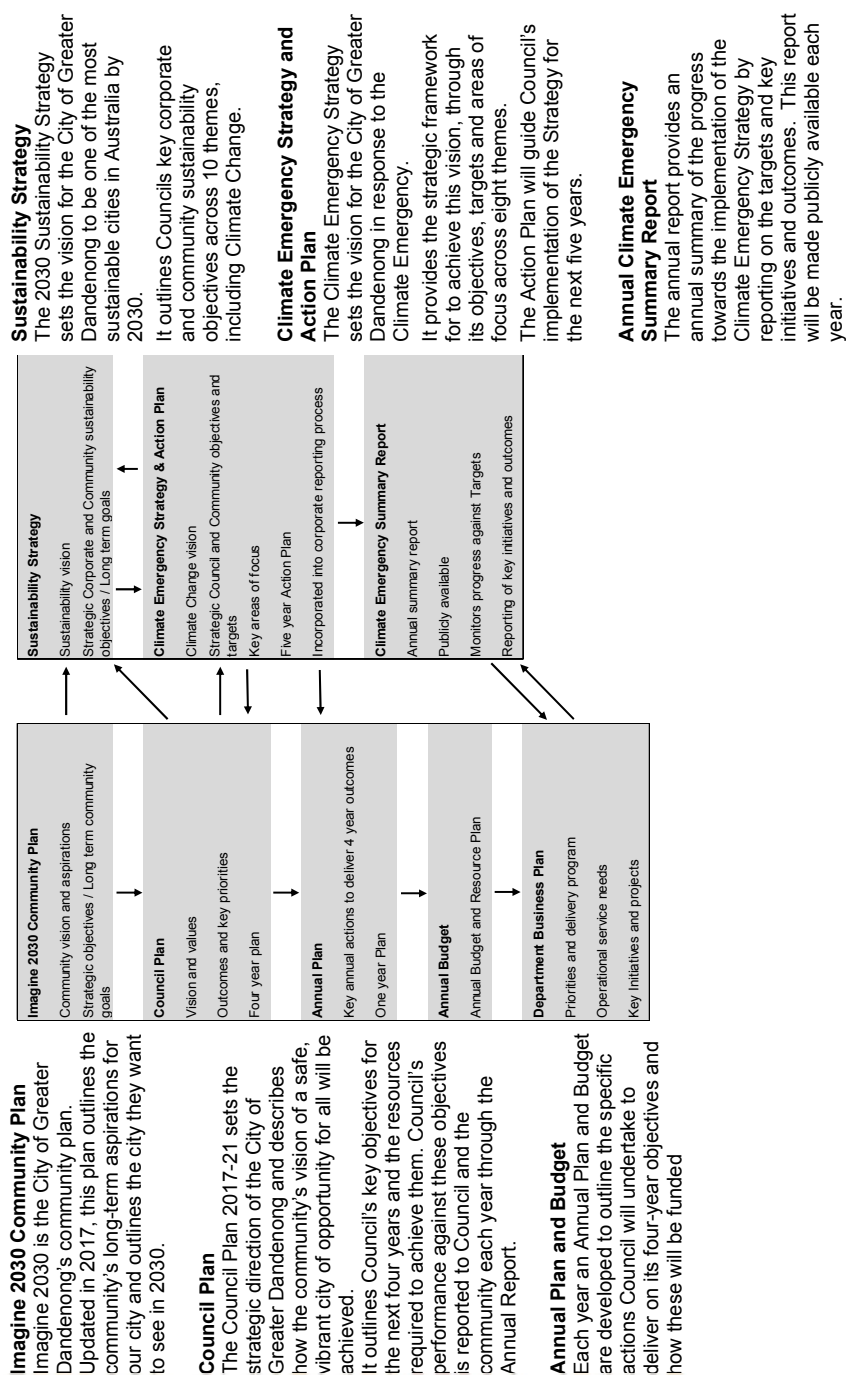 Imagine 2030 Community Plan
Imagine 2030 is the City of Greater
Dandenong's community plan.
Updated in 2017, this plan outlines the
community's long-term aspirations for
our city and outlines the city they want
to see in 2030.
Council Plan
The Council Plan 2017-21 sets the
strategic direction of the City of
Greater Dandenong and describes
how the community's vision of a safe,
vibrant city of opportunity for all will be
achieved.
It outlines Council's key objectives for
the next four years and the resources
required to achieve them. Council's
performance against these objectives
is reported to Council and the
community each year through the
Annual Report.
Annual Plan and Budget
Each year an Annual Plan and Budget
are developed to outline the specific
actions Council will undertake to
deliver on its four-year objectives and
how these will be funded
Imagine 2030 Community Plan
Community vision and aspirations
Strategic objectives / Long term community
goals
Council Plan
Vision and values
Outcomes and key priorities
Four year plan
Annual Plan
Key annual actions to deliver 4 year outcomes
One year Plan
Annual Budget
Annual Budget and Resource Plan
Department Business Plan
Priorities and delivery program
Operational service needs
Key Initiatives and projects
Sustainability Strategy
Sustainability vision
Strategic Corporate and Community sustainability
objectives / Long term goals
Climate Emergency Strategy & Action Plan
Climate Change vision
Strategic Council and Community objectives and
targets
Key areas of focus
Five year Action Plan
Incorporated into corporate reporting process
Climate Emergency Summary Report
Annual summary report
Publicly available
Monitors progress against Targets
Reporting of key initiatives and outcomes
Sustainability Strategy
The 2030 Sustainability Strategy
sets the vision for the City of Greater
Dandenong to be one of the most
sustainable cities in Australia by
2030.
It outlines Councils key corporate
and community sustainability
objectives across 10 themes,
including Climate Change.
Climate Emergency Strategy and
Action Plan
The Climate Emergency Strategy
sets the vision for the City of Greater
Dandenong in response to the
Climate Emergency.
It provides the strategic framework
for to achieve this vision, through
its objectives, targets and areas of
focus across eight themes.
The Action Plan will guide Council's
implementation of the Strategy for
the next five years.
Annual Climate Emergency
Summary Report
The annual report provides an
annual summary of the progress
towards the implementation of the
Climate Emergency Strategy by
reporting on the targets and key
initiatives and outcomes. This report
will be made publicly available each
year.